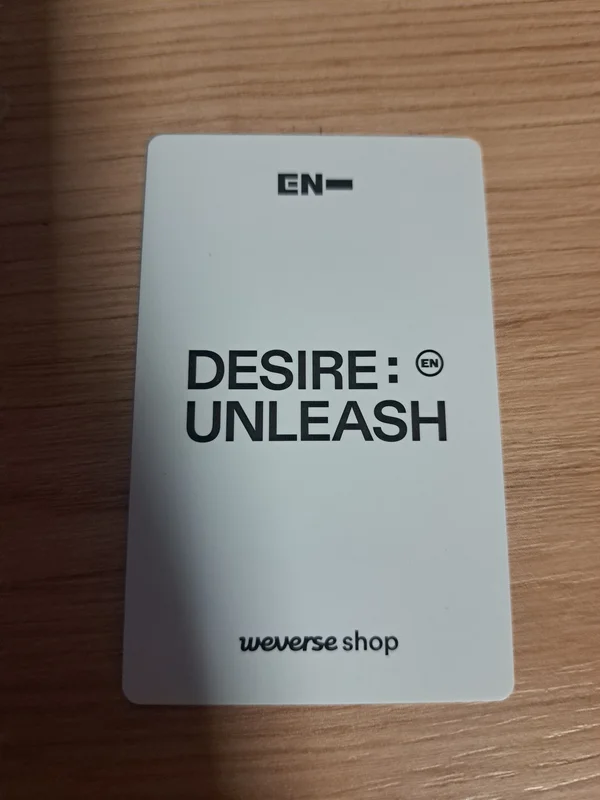 EN-
DESIRE: EN
UNLEASH
weverse shop